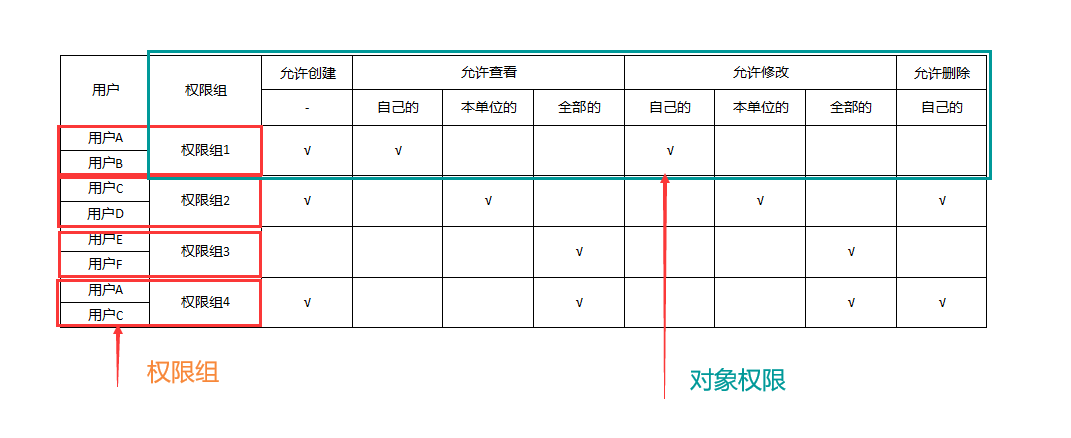 用户 权限组 允许创建 允许查看 允许修改 允许删除
- 自己的 本单位的 全部的 自己的 本单位的 全部的 自己的
用户A
权限组1 √ √ √
用户B
用户C
权限组2 √ √ √ √
用户D
用户E
权限组3 √ √
用户F
用户A
权限组4 √ √ √ √
用户C
权限组
对象权限